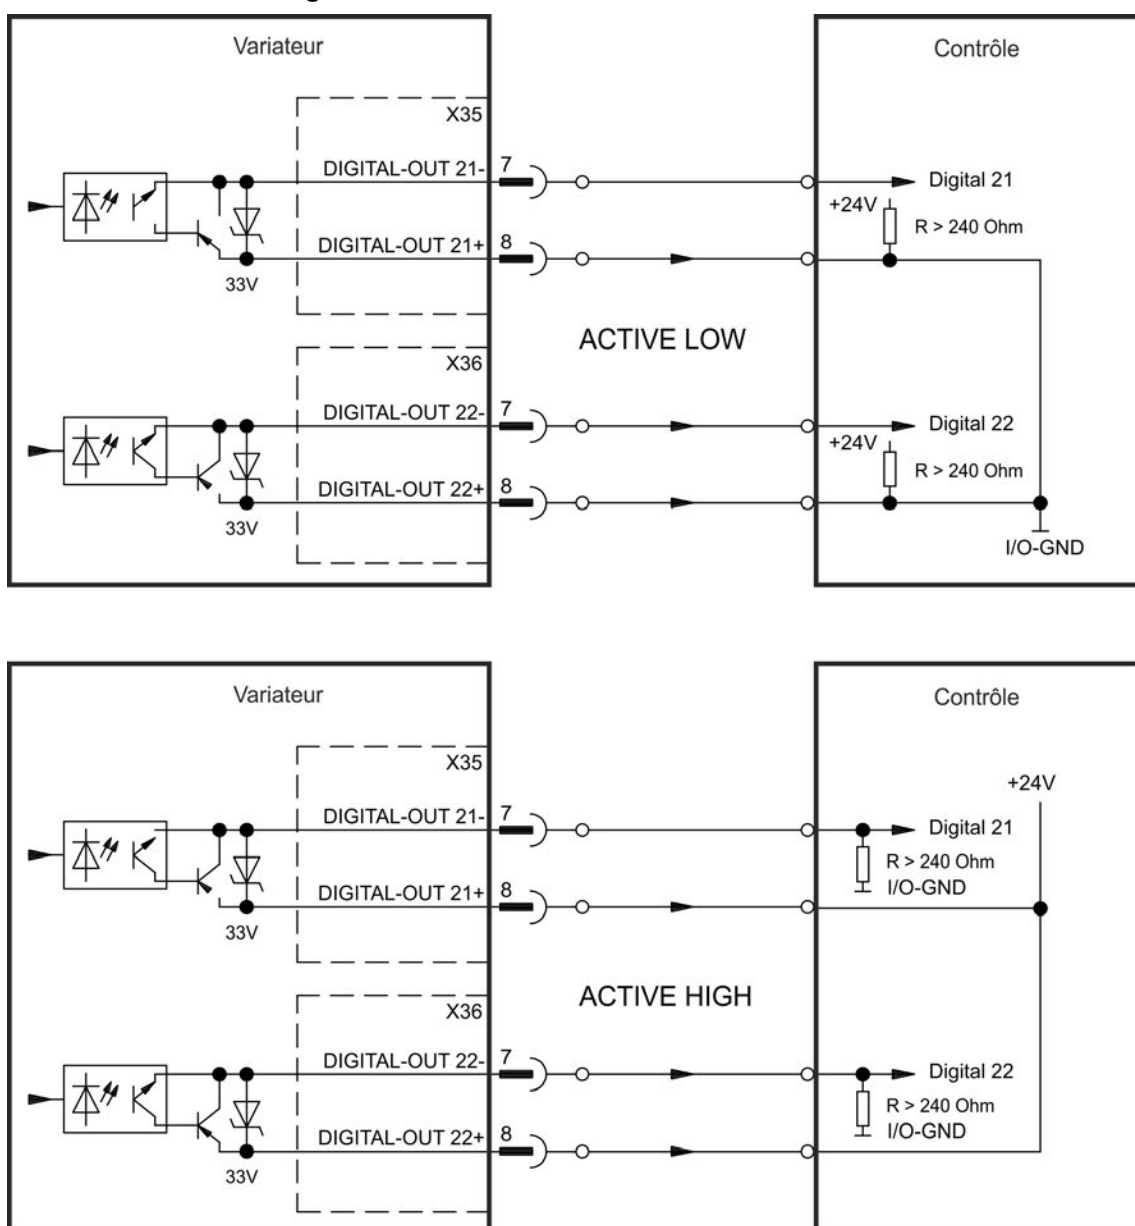 Variateur
Contrôle
X35
DIGITAL-OUT 21-
7
Digital 21
+24V
R > 240 Ohm
DIGITAL-OUT 21+
8
33V
ACTIVE LOW
X36
DIGITAL-OUT 22-
7
Digital 22
+24V
R > 240 Ohm
DIGITAL-OUT 22+
8
33V
I/O-GND
Variateur
Contrôle
X35
+24V
DIGITAL-OUT 21-
7
Digital 21
R > 240 Ohm
I/O-GND
DIGITAL-OUT 21+
8
33V
ACTIVE HIGH
X36
DIGITAL-OUT 22-
7
Digital 22
R > 240 Ohm
I/O-GND
DIGITAL-OUT 22+
8
33V